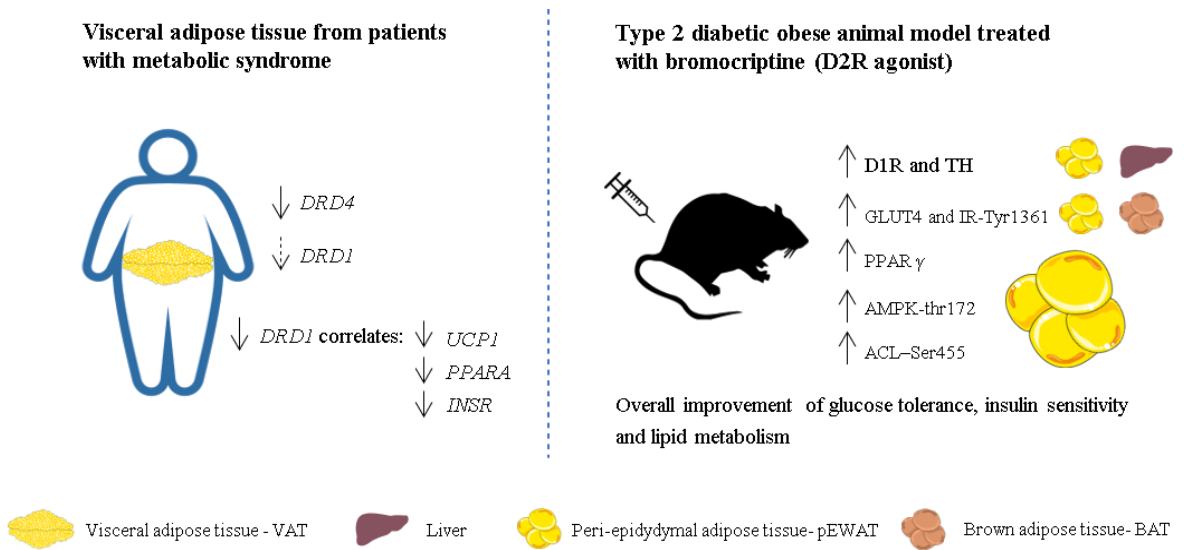 Visceral adipose tissue from patients
with metabolic syndrome
↓ DRD4
⇣ DRD1
↓ DRD1 correlates: ↓ UCP1
↓ PPARA
↓ INSR
Type 2 diabetic obese animal model treated
with bromocriptine (D2R agonist)
↑ D1R and TH
↑ GLUT4 and IR-Tyr1361
↑ PPAR γ
↑ AMPK-thr172
↑ ACL–Ser455
Overall improvement of glucose tolerance, insulin sensitivity
and lipid metabolism
Visceral adipose tissue - VAT
Liver
Peri-epidydymal adipose tissue- pEWAT
Brown adipose tissue- BAT